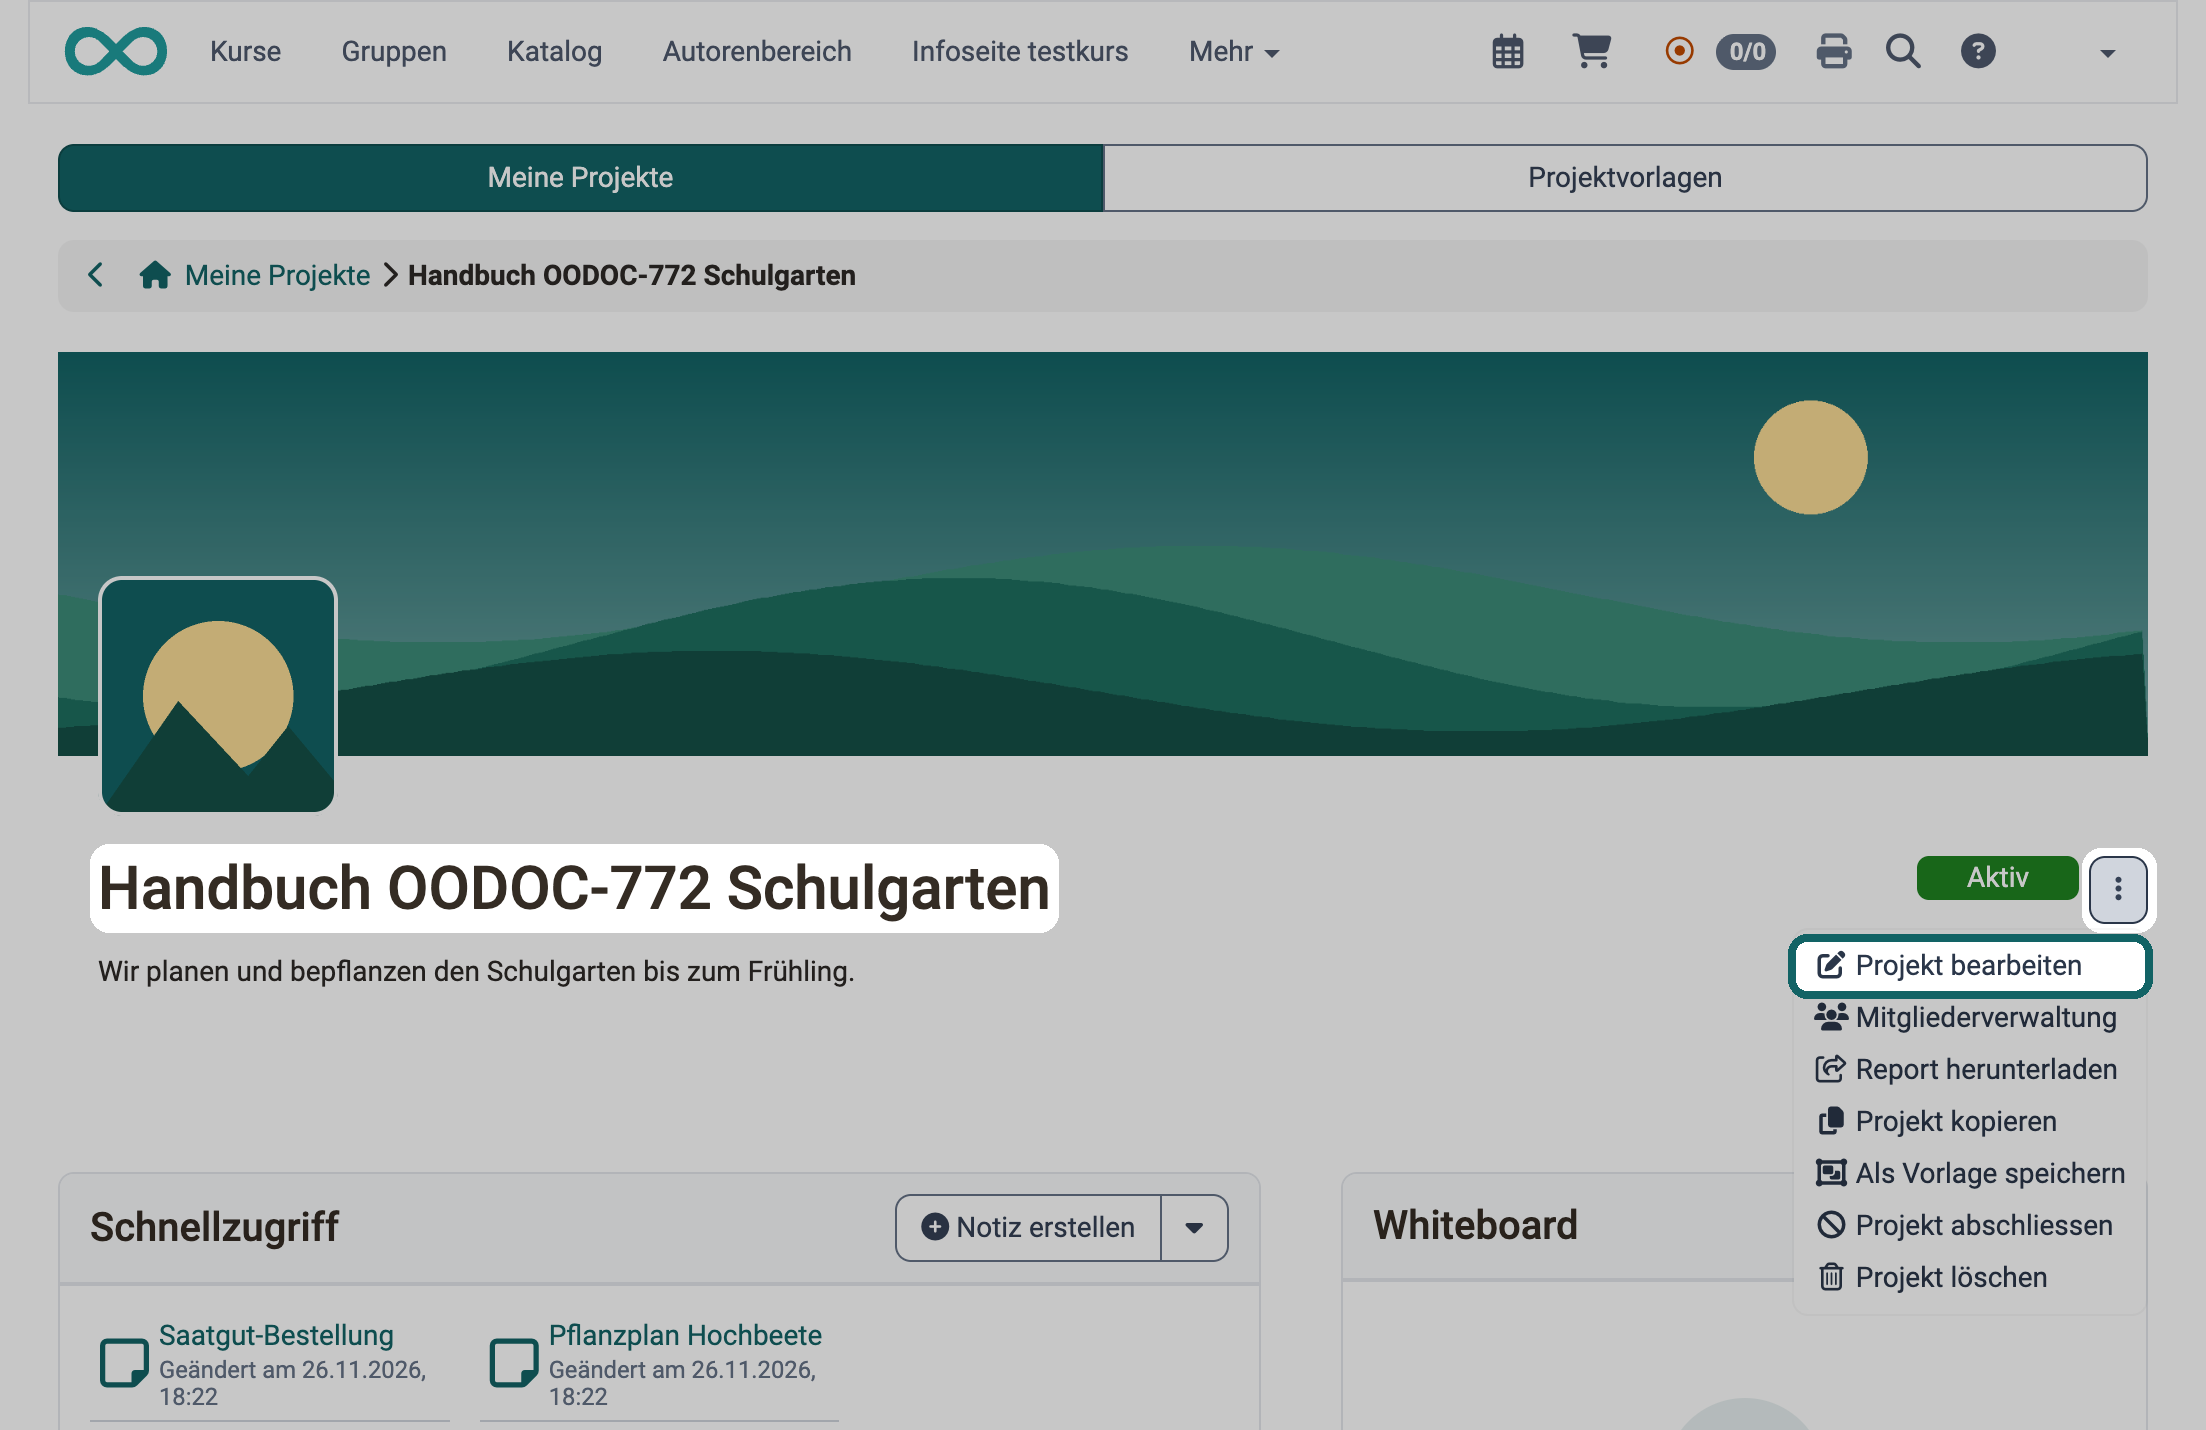 Kurse Gruppen Katalog Autorenbereich Infoseite testkurs Mehr 0/0 ?
Meine Projekte Projektvorlagen
Meine Projekte Handbuch OODOC-772 Schulgarten
Handbuch OODOC-772 Schulgarten
Aktiv
Wir planen und bepflanzen den Schulgarten bis zum Frühling.
Projekt bearbeiten
Mitgliederverwaltung
Report herunterladen
Projekt kopieren
Als Vorlage speichern
Projekt abschliessen
Projekt löschen
Schnellzugriff Notiz erstellen
Whiteboard
Saatgut-Bestellung
Geändert am 26.11.2026,
18:22
Pflanzplan Hochbeete
Geändert am 26.11.2026,
18:22